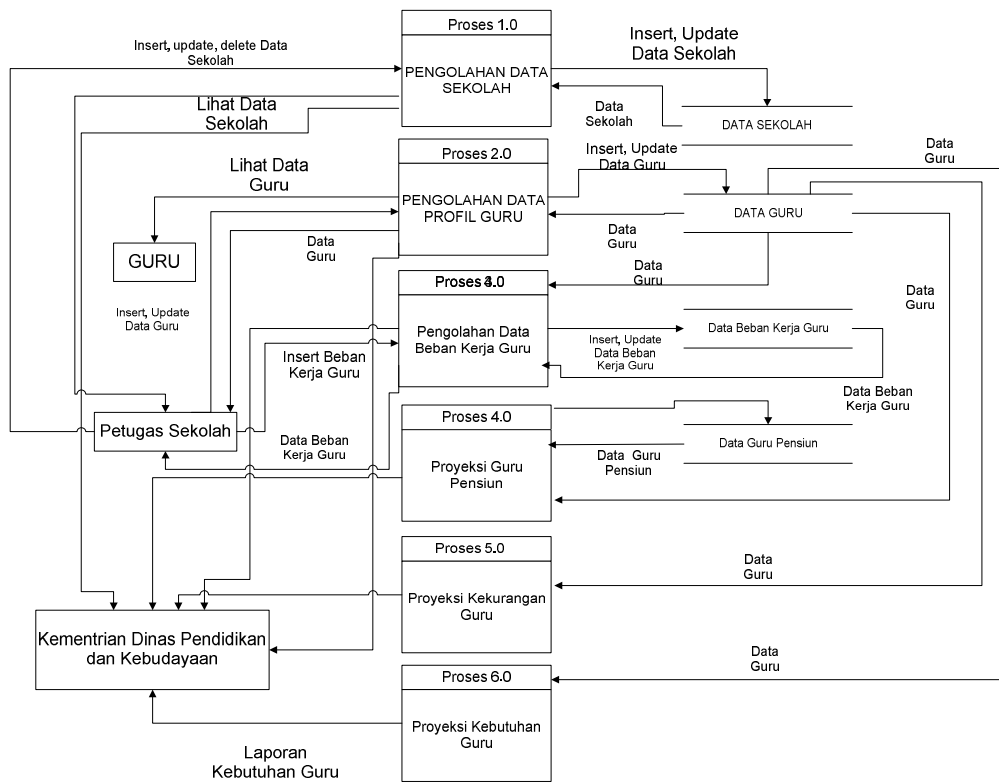 Proses 1.0
Insert, update, delete Data
Sekolah
Insert, Update
Data Sekolah
PENGOLAHAN DATA
SEKOLAH
Lihat Data
Sekolah
Data
Sekolah
DATA SEKOLAH
Data
Guru
Proses 2.0
Insert, Update
Data Guru
Lihat Data
Guru
PENGOLAHAN DATA
PROFIL GURU
DATA GURU
Data
Guru
Data
Guru
GURU
Data
Guru
Proses 3.0
Data
Guru
Insert, Update
Data Guru
Pengolahan Data
Beban Kerja Guru
Data Beban Kerja Guru
Insert, Update
Data Beban
Kerja Guru
Insert Beban
Kerja Guru
Data Beban
Kerja Guru
Proses 4.0
Petugas Sekolah
Data Beban
Kerja Guru
Data Guru Pensiun
Proyeksi Guru
Pensiun
Data Guru
Pensiun
Proses 5.0
Data
Guru
Proyeksi Kekurangan
Guru
Kementrian Dinas Pendidikan
dan Kebudayaan
Data
Guru
Proses 6.0
Proyeksi Kebutuhan
Guru
Laporan
Kebutuhan Guru